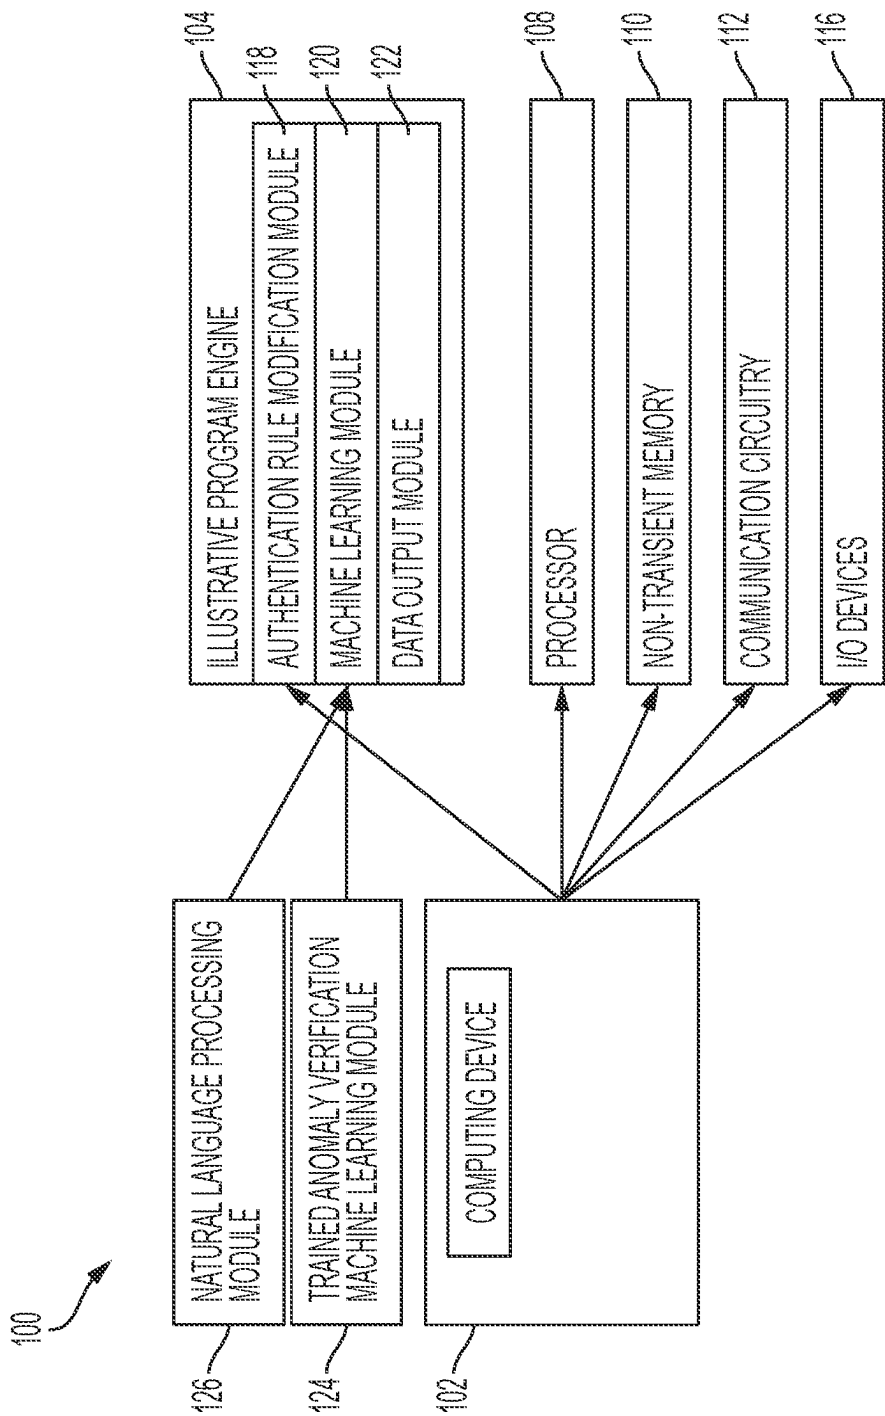 100
126
NATURAL LANGUAGE PROCESSING
MODULE
124
TRAINED ANOMALY VERIFICATION
MACHINE LEARNING MODULE
102
COMPUTING DEVICE
104
ILLUSTRATIVE PROGRAM ENGINE
118
AUTHENTICATION RULE MODIFICATION MODULE
120
MACHINE LEARNING MODULE
122
DATA OUTPUT MODULE
108
PROCESSOR
110
NON-TRANSIENT MEMORY
112
COMMUNICATION CIRCUITRY
116
I/O DEVICES